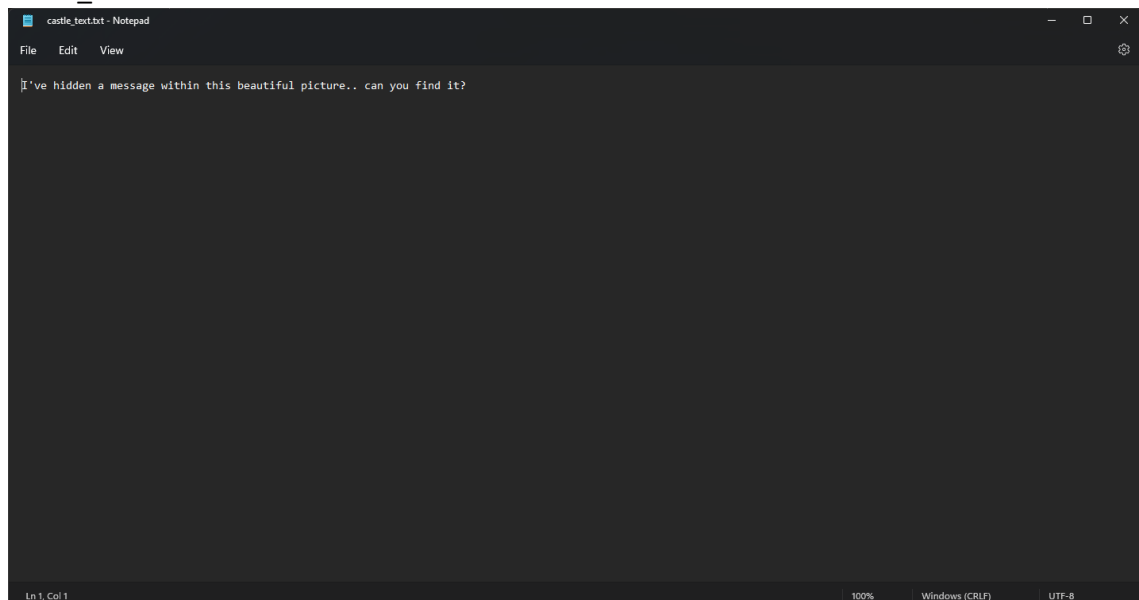 castle_text.txt - Notepad
File Edit View
I've hidden a message within this beautiful picture.. can you find it?
Ln 1, Col 1 100% Windows (CRLF) UTF-8